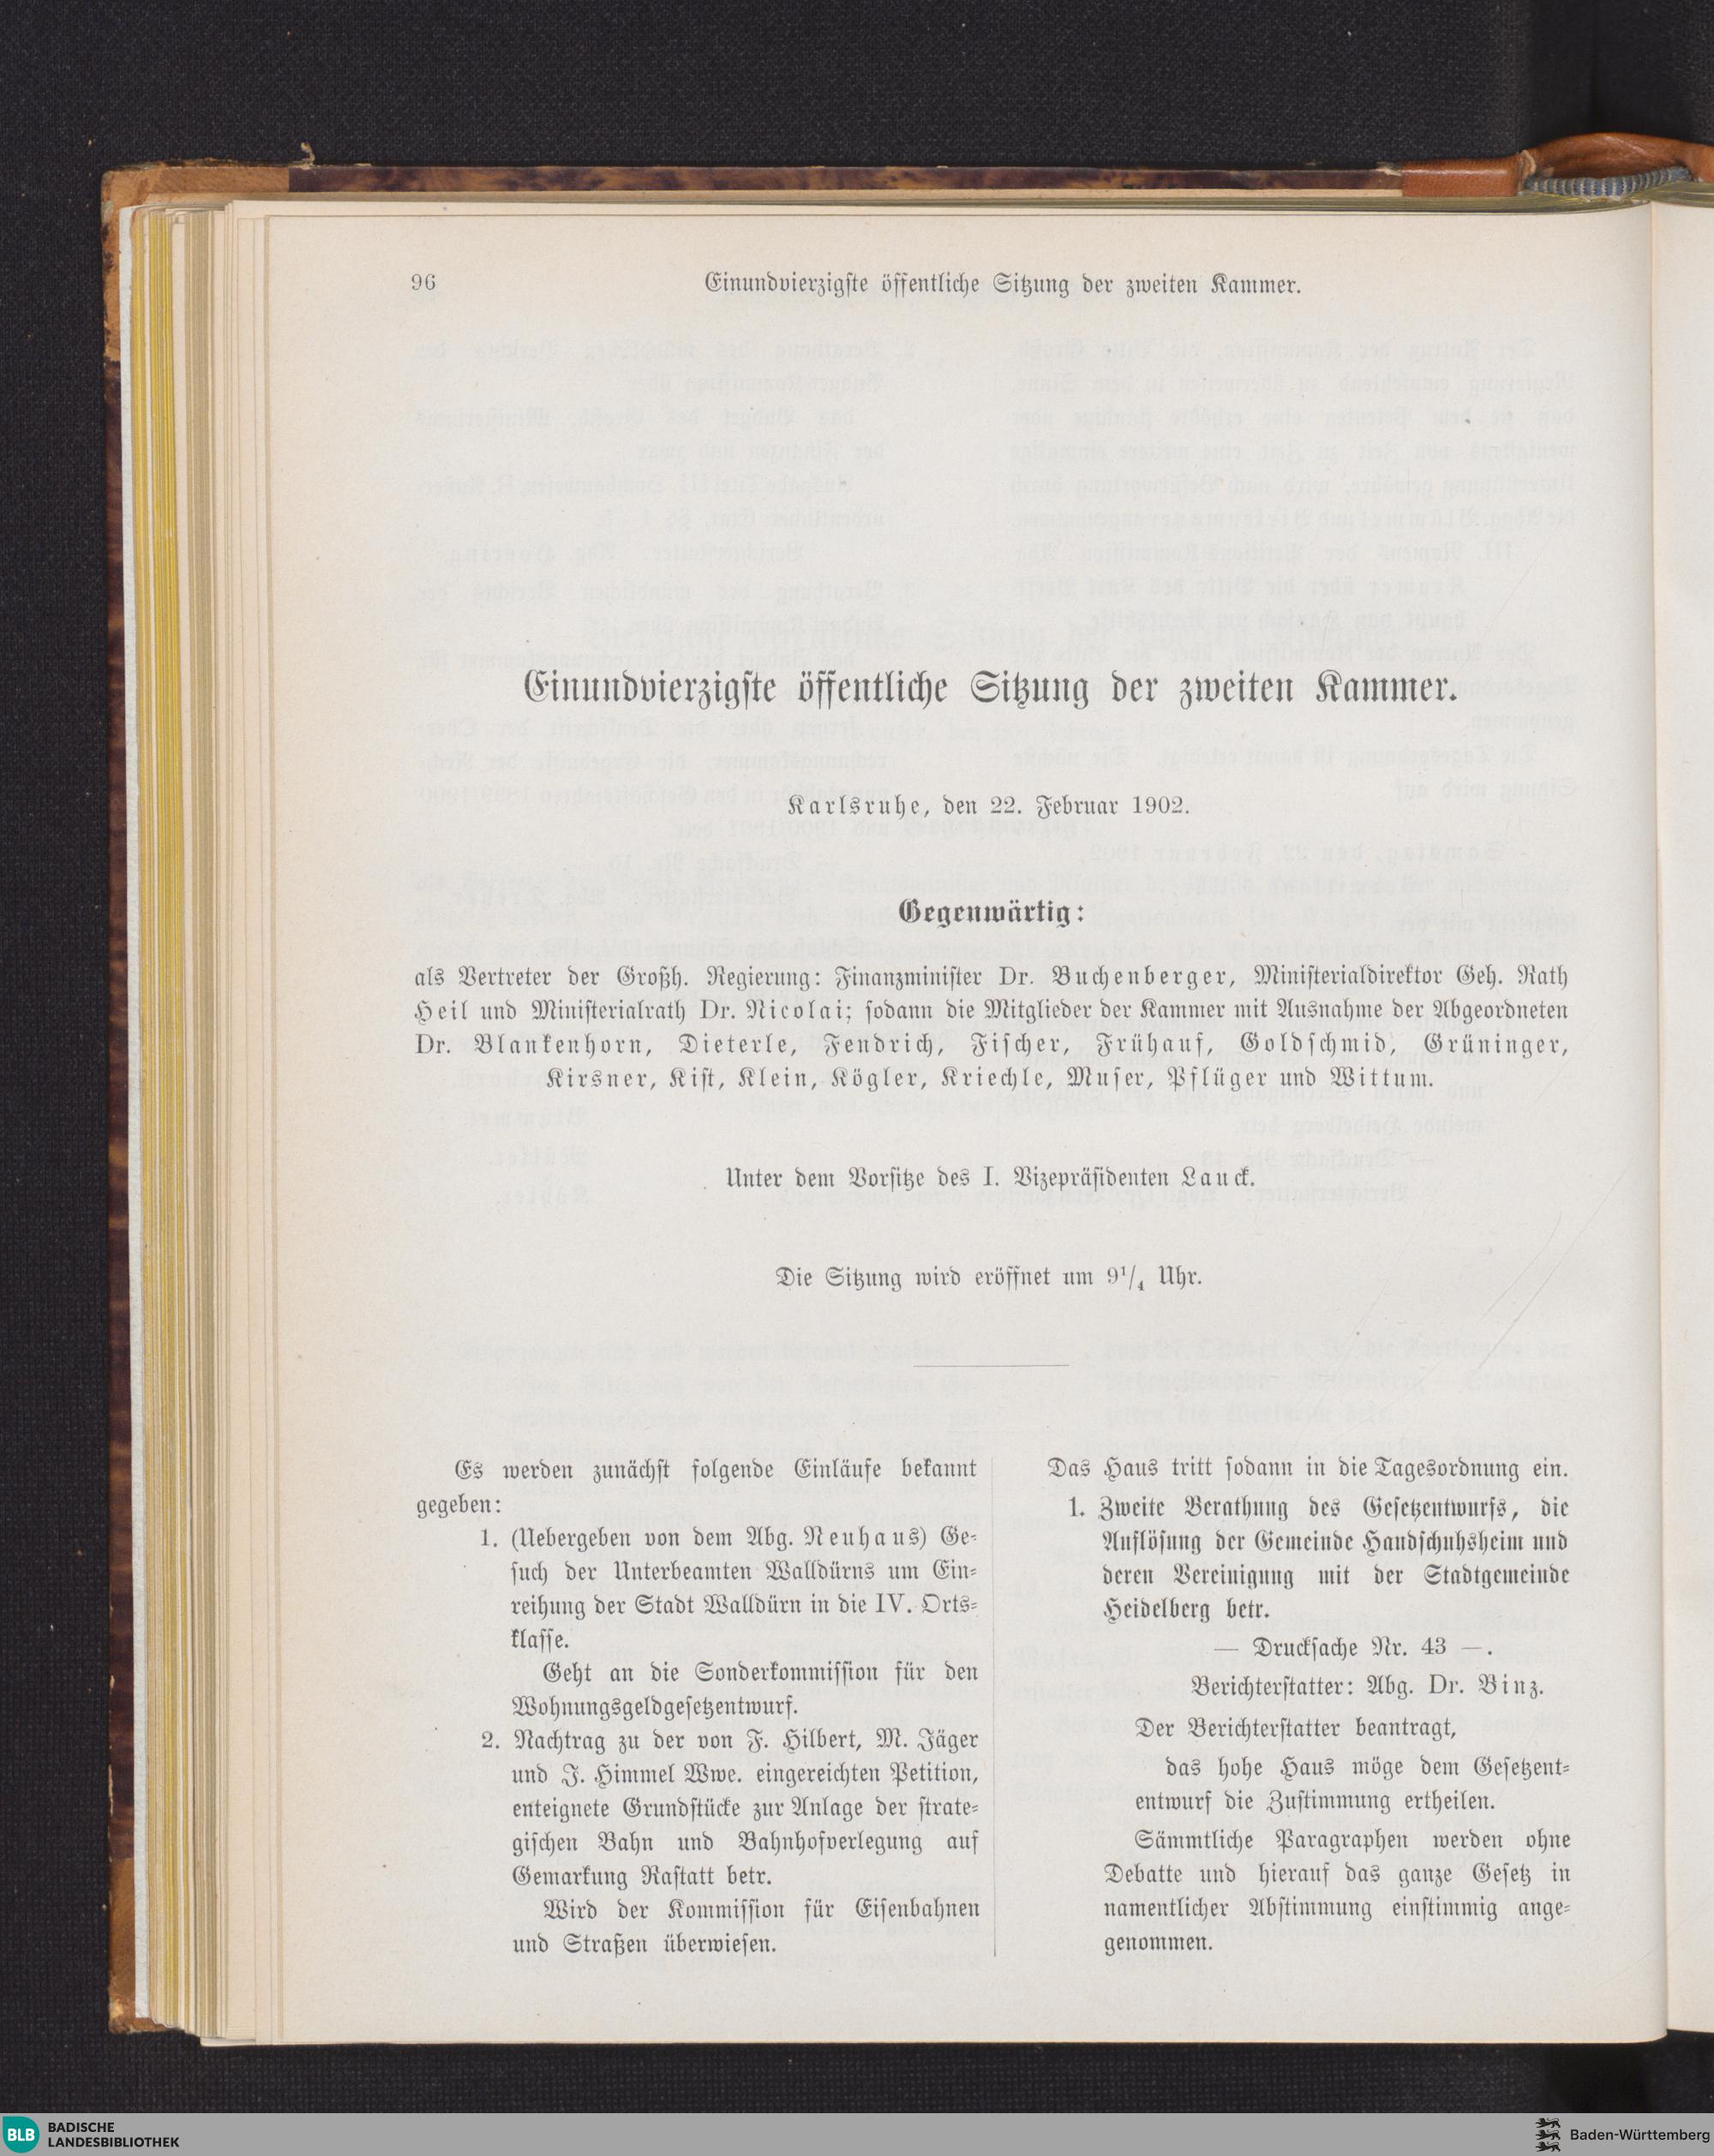 96
Einundvierzigste öffentliche Sitzung der zweiten Kammer.
Einundvierzigste öffentliche Sitzung der zweiten Kammer.
Karlsruhe, den 22. Februar 1902.
Gegenwärtig:
als Vertreter der Großh. Regierung: Finanzminister Dr. Buchenberger, Ministerialdirektor Geh. Rath
Heil und Ministerialrath Dr. Nicolai; sodann die Mitglieder der Kammer mit Ausnahme der Abgeordneten
Dr. Blankenhorn, Dieterle, Fendrich, Fischer, Frühauf, Goldschmid, Grüninger,
Kirsner, Kist, Klein, Kögler, Kriechle, Muser, Pflüger und Wittum.
Unter dem Vorsitze des I. Vizepräsidenten Lauck.
Die Sitzung wird eröffnet um 9¹/₄ Uhr.
Es werden zunächst folgende Einläufe bekannt
gegeben:
1. (Uebergeben von dem Abg. Neuhaus) Ge-
such der Unterbeamten Walldürns um Ein-
reihung der Stadt Walldürn in die IV. Orts-
klasse.
Geht an die Sonderkommission für den
Wohnungsgeldgesetzentwurf.
2. Nachtrag zu der von F. Hilbert, M. Jäger
und J. Himmel Wwe. eingereichten Petition,
enteignete Grundstücke zur Anlage der strate-
gischen Bahn und Bahnhofverlegung auf
Gemarkung Rastatt betr.
Wird der Kommission für Eisenbahnen
und Straßen überwiesen.
Das Haus tritt sodann in die Tagesordnung ein.
1. Zweite Berathung des Gesetzentwurfs, die
Auflösung der Gemeinde Handschuhsheim und
deren Vereinigung mit der Stadtgemeinde
Heidelberg betr.
— Drucksache Nr. 43 —.
Berichterstatter: Abg. Dr. Binz.
Der Berichterstatter beantragt,
das hohe Haus möge dem Gesetzent-
entwurf die Zustimmung ertheilen.
Sämmtliche Paragraphen werden ohne
Debatte und hierauf das ganze Gesetz in
namentlicher Abstimmung einstimmig ange-
genommen.
BLB BADISCHE
LANDESBIBLIOTHEK
Baden-Württemberg